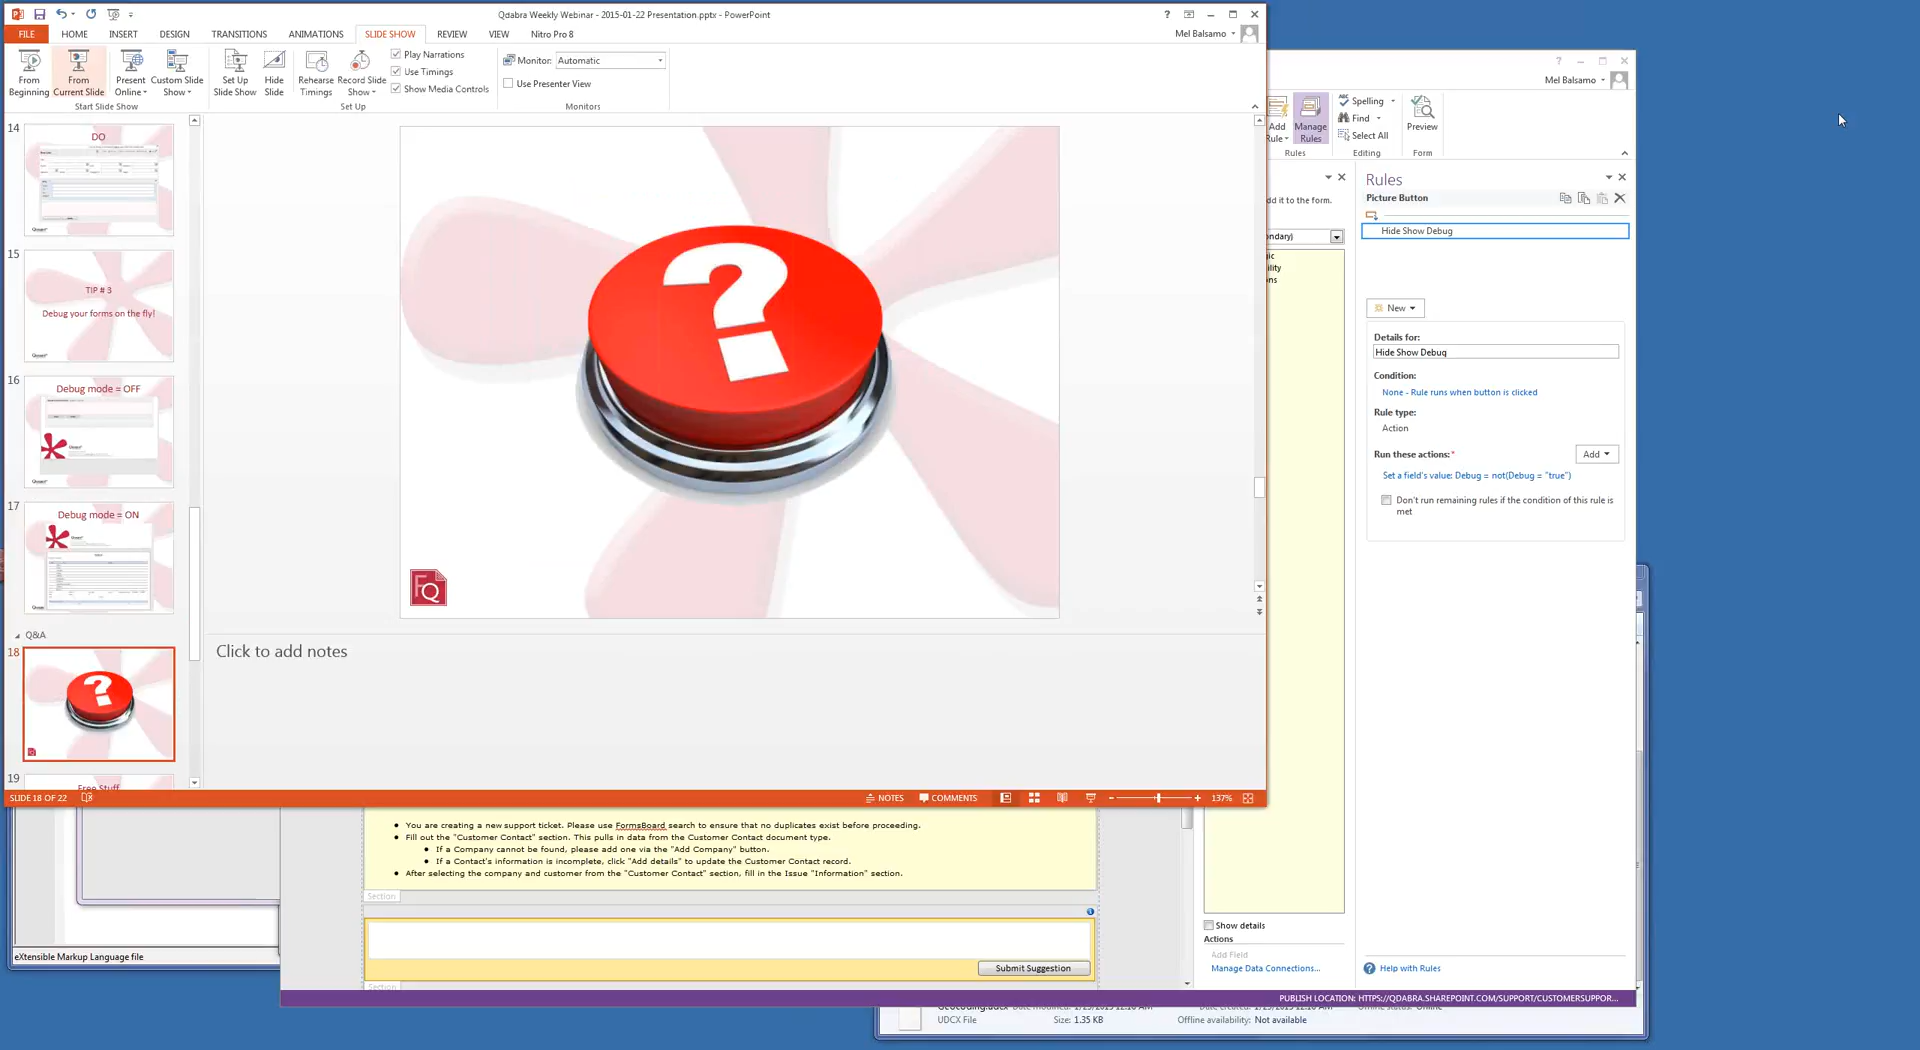 Qdabra Weekly Webinar - 2015-01-22 Presentation.pptx - PowerPoint
FILE HOME INSERT DESIGN TRANSITIONS ANIMATIONS SLIDE SHOW REVIEW VIEW Nitro Pro 8
Mel Balsamo
From Beginning
From Current Slide
Present Online
Custom Slide Show
Start Slide Show
Set Up Slide Show
Hide Slide
Rehearse Timings
Record Slide Show
Play Narrations
Use Timings
Show Media Controls
Set Up
Monitor: Automatic
Use Presenter View
Monitors
14
DO
15
TIP # 3
Debug your forms on the fly!
16
Debug mode = OFF
17
Debug mode = ON
Q&A
18
?
19
Free Stuff
?
FQ
Click to add notes
SLIDE 18 OF 22
NOTES
COMMENTS
137%
Mel Balsamo
Add Rule
Manage Rules
Rules
Spelling
Find
Select All
Editing
Preview
Form
dd it to the form.
ondary)
gic
ility
ons
Rules
Picture Button
Hide Show Debug
New
Details for:
Hide Show Debug
Condition:
None - Rule runs when button is clicked
Rule type:
Action
Run these actions:*
Add
Set a field's value: Debug = not(Debug = "true")
Don't run remaining rules if the condition of this rule is
met
Show details
Actions
Add Field
Manage Data Connections...
Help with Rules
You are creating a new support ticket. Please use FormsBoard search to ensure that no duplicates exist before proceeding.
Fill out the "Customer Contact" section. This pulls in data from the Customer Contact document type.
If a Company cannot be found, please add one via the "Add Company" button.
If a Contact's information is incomplete, click "Add details" to update the Customer Contact record.
After selecting the company and customer from the "Customer Contact" section, fill in the Issue "Information" section.
Section
Submit Suggestion
Section
eXtensible Markup Language file
PUBLISH LOCATION: HTTPS://QDABRA.SHAREPOINT.COM/SUPPORT/CUSTOMERSUPPOR...
UDCX File
Size: 1.35 KB
Offline availability: Not available